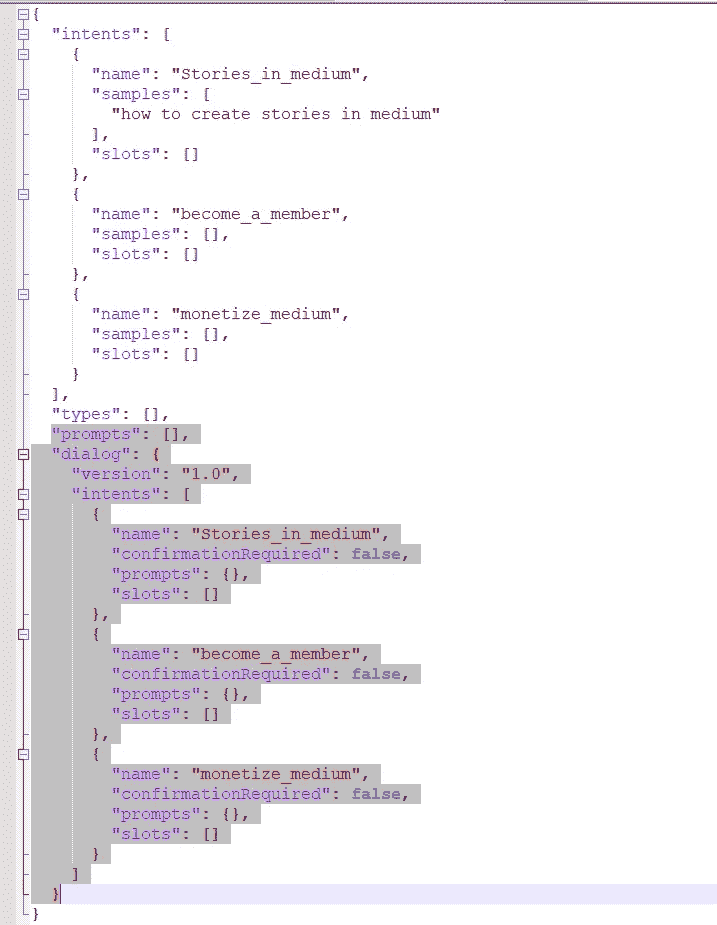 {
  "intents": [
    {
      "name": "Stories_in_medium",
      "samples": [
        "how to create stories in medium"
      ],
      "slots": []
    },
    {
      "name": "become_a_member",
      "samples": [],
      "slots": []
    },
    {
      "name": "monetize_medium",
      "samples": [],
      "slots": []
    }
  ],
  "types": [],
  "prompts": [],
  "dialog": {
    "version": "1.0",
    "intents": [
      {
        "name": "Stories_in_medium",
        "confirmationRequired": false,
        "prompts": {},
        "slots": []
      },
      {
        "name": "become_a_member",
        "confirmationRequired": false,
        "prompts": {},
        "slots": []
      },
      {
        "name": "monetize_medium",
        "confirmationRequired": false,
        "prompts": {},
        "slots": []
      }
    ]
  }
}